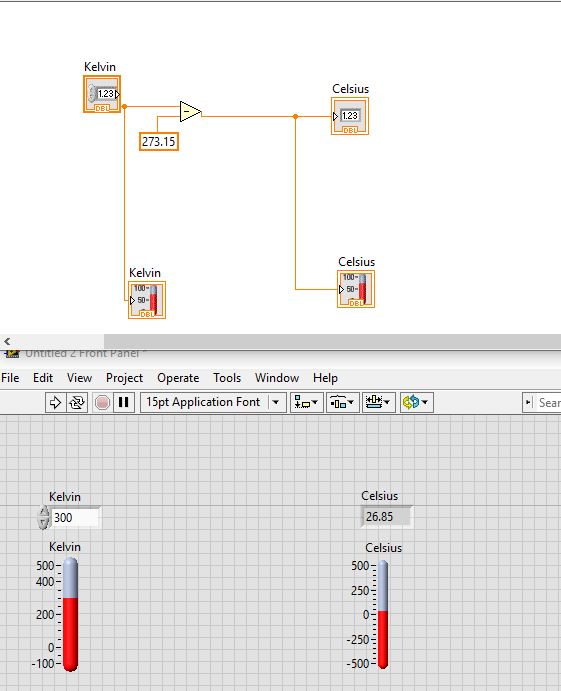 Kelvin
1.23
DBL
Celsius
1.23
DBL
273.15
Kelvin
100
50
DBL
Celsius
100
50
DBL
Untitled 2 Front Panel *
File Edit View Project Operate Tools Window Help
15pt Application Font
Sear
Kelvin
300
Celsius
26.85
Kelvin
500
400
200
0
-100
Celsius
500
250
0
-250
-500